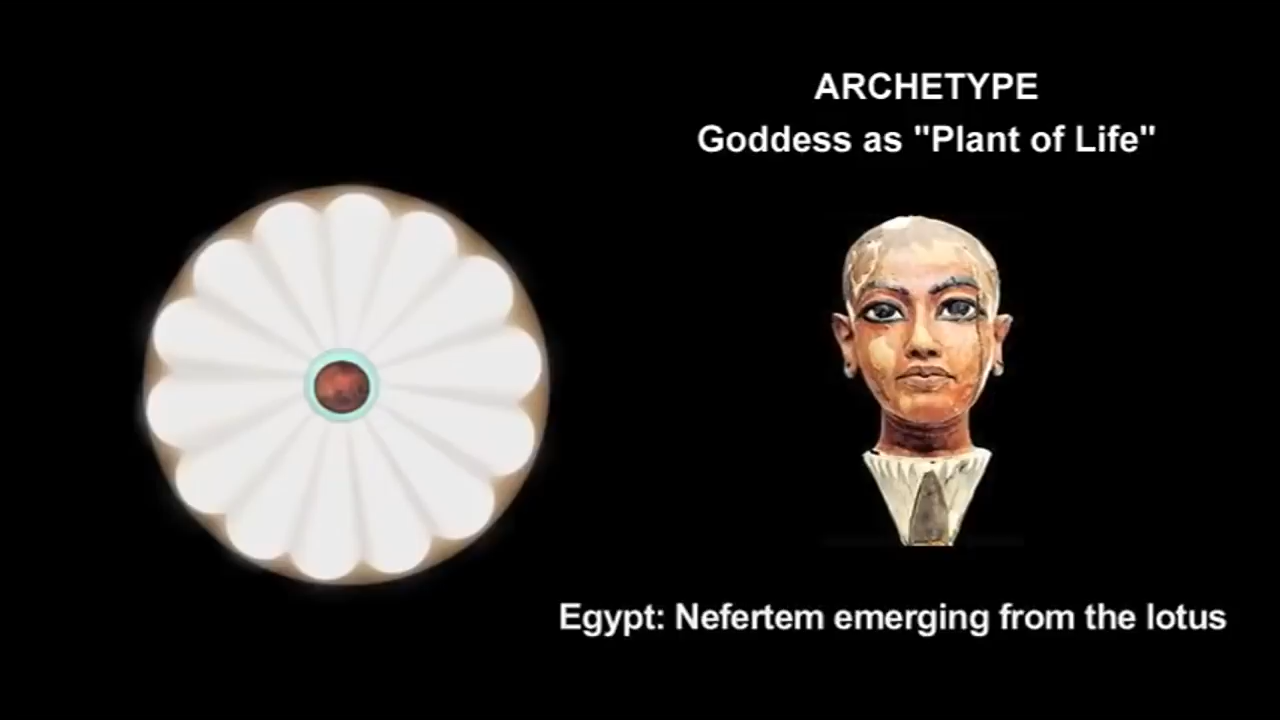 ARCHETYPE
Goddess as "Plant of Life"
Egypt: Nefertem emerging from the lotus